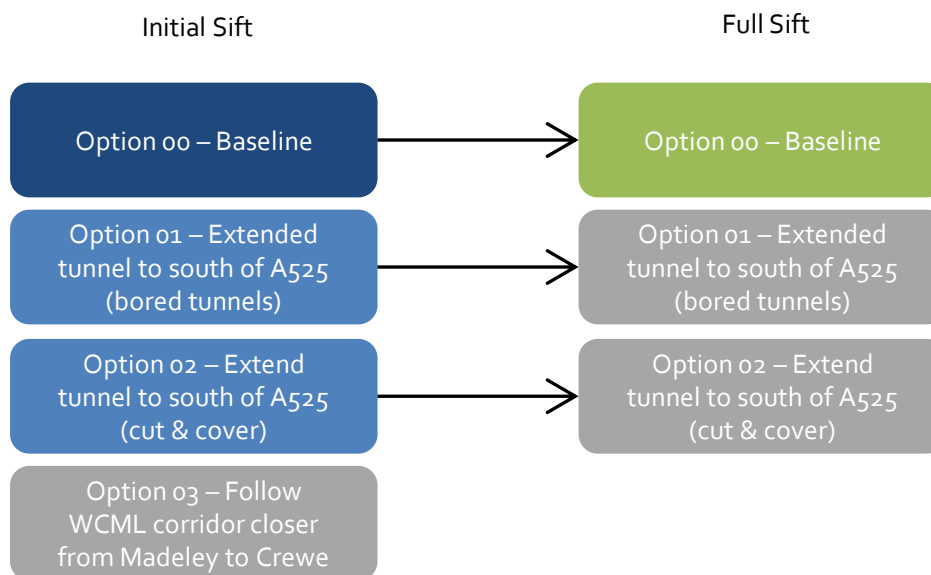 Initial Sift
Full Sift
Option 00 – Baseline
Option 00 – Baseline
Option 01 – Extended
tunnel to south of A525
(bored tunnels)
Option 01 – Extended
tunnel to south of A525
(bored tunnels)
Option 02 – Extend
tunnel to south of A525
(cut & cover)
Option 02 – Extend
tunnel to south of A525
(cut & cover)
Option 03 – Follow
WCML corridor closer
from Madeley to Crewe